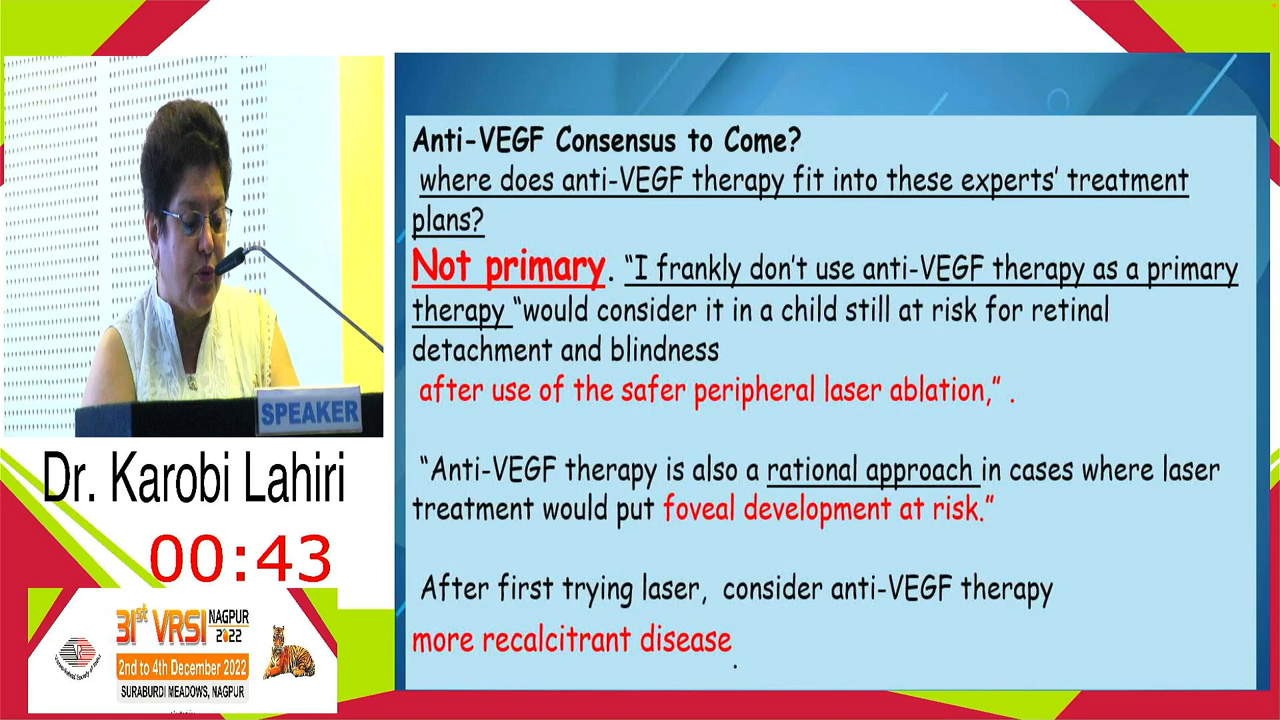 Anti-VEGF Consensus to Come?
where does anti-VEGF therapy fit into these experts' treatment
plans?
Not primary. “I frankly don't use anti-VEGF therapy as a primary
therapy “would consider it in a child still at risk for retinal
detachment and blindness
after use of the safer peripheral laser ablation,” .
“Anti-VEGF therapy is also a rational approach in cases where laser
treatment would put foveal development at risk.”
After first trying laser, consider anti-VEGF therapy
more recalcitrant disease
.
SPEAKER
Dr. Karobi Lahiri
00:43
31st VRSI NAGPUR
2022
2nd to 4th December 2022
SURABURDI MEADOWS, NAGPUR